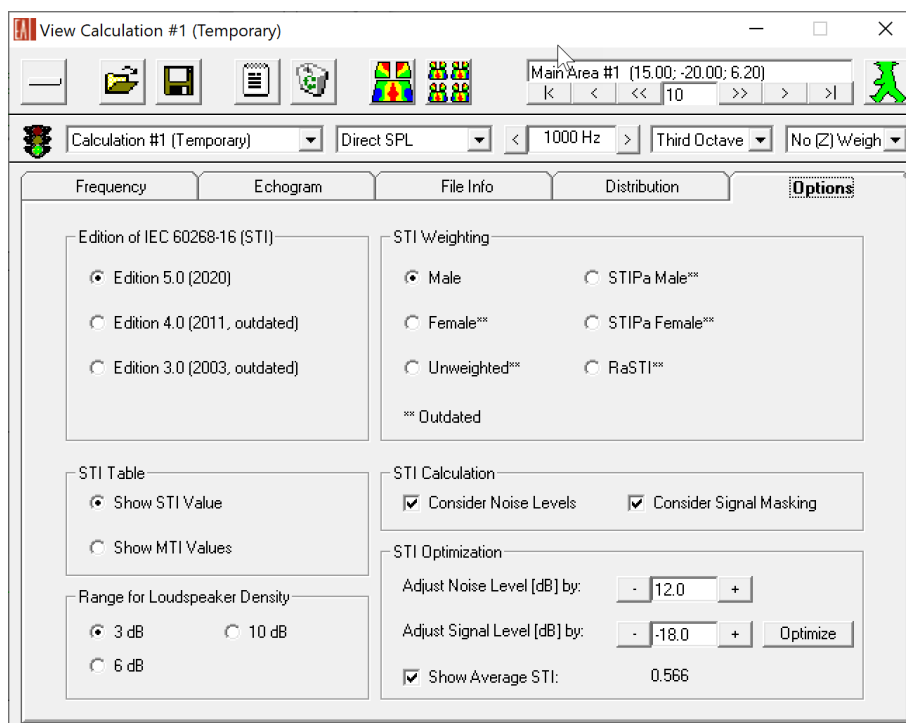 EAI View Calculation #1 (Temporary)
Main Area #1 (15.00; -20.00; 6.20)
|< < << 10 >> > >|
Calculation #1 (Temporary) Direct SPL < 1000 Hz > Third Octave No (Z) Weigh
Frequency Echogram File Info Distribution Options
Edition of IEC 60268-16 (STI)
Edition 5.0 (2020)
Edition 4.0 (2011, outdated)
Edition 3.0 (2003, outdated)
STI Weighting
Male STIPa Male**
Female** STIPa Female**
Unweighted** RaSTI**
** Outdated
STI Table
Show STI Value
Show MTI Values
STI Calculation
Consider Noise Levels Consider Signal Masking
Range for Loudspeaker Density
3 dB 10 dB
6 dB
STI Optimization
Adjust Noise Level [dB] by: - 12.0 +
Adjust Signal Level [dB] by: - -18.0 + Optimize
Show Average STI: 0.566